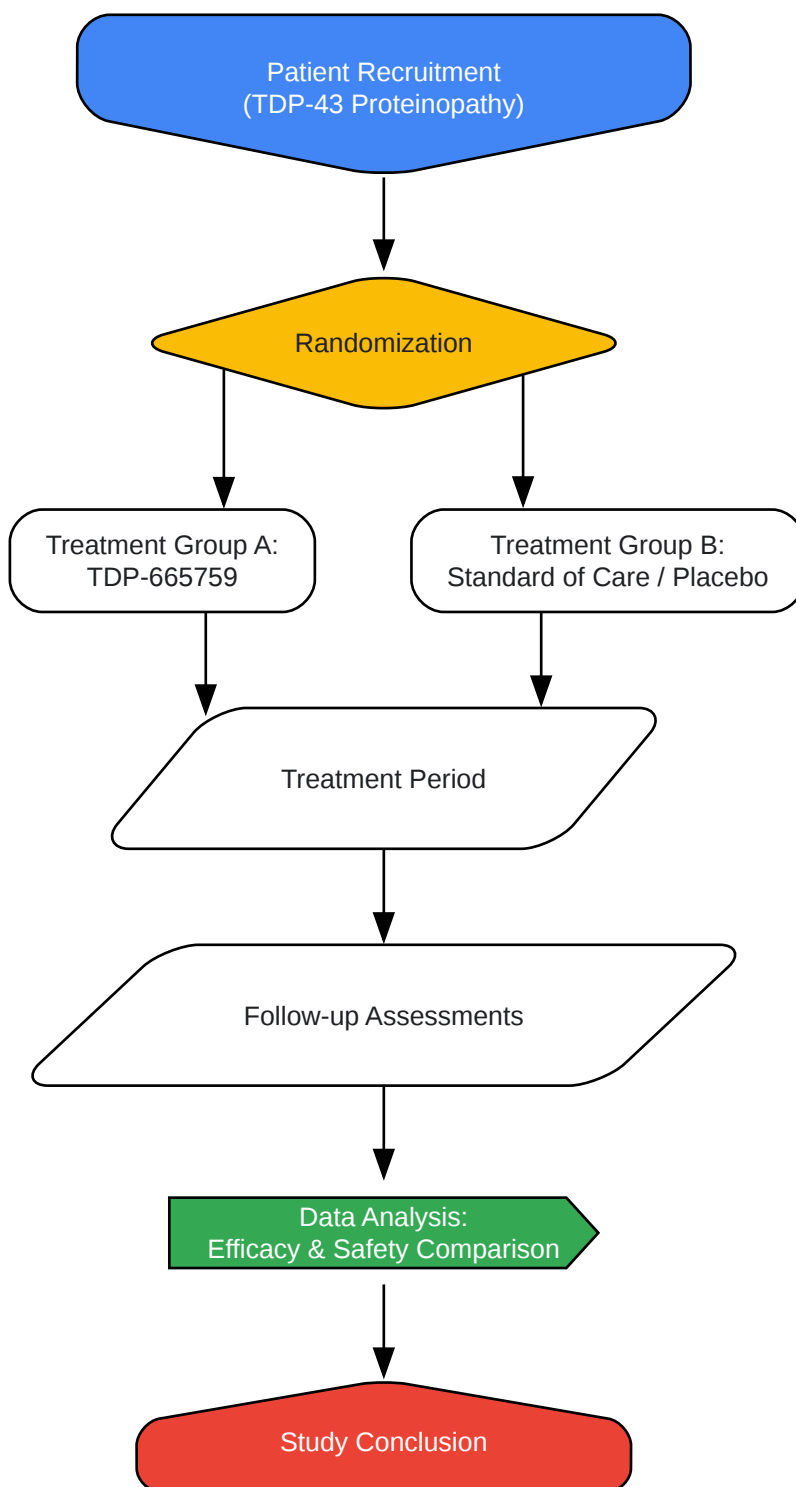 Patient Recruitment
(TDP-43 Proteinopathy)
Randomization
Treatment Group A:
TDP-665759
Treatment Group B:
Standard of Care / Placebo
Treatment Period
Follow-up Assessments
Data Analysis:
Efficacy & Safety Comparison
Study Conclusion